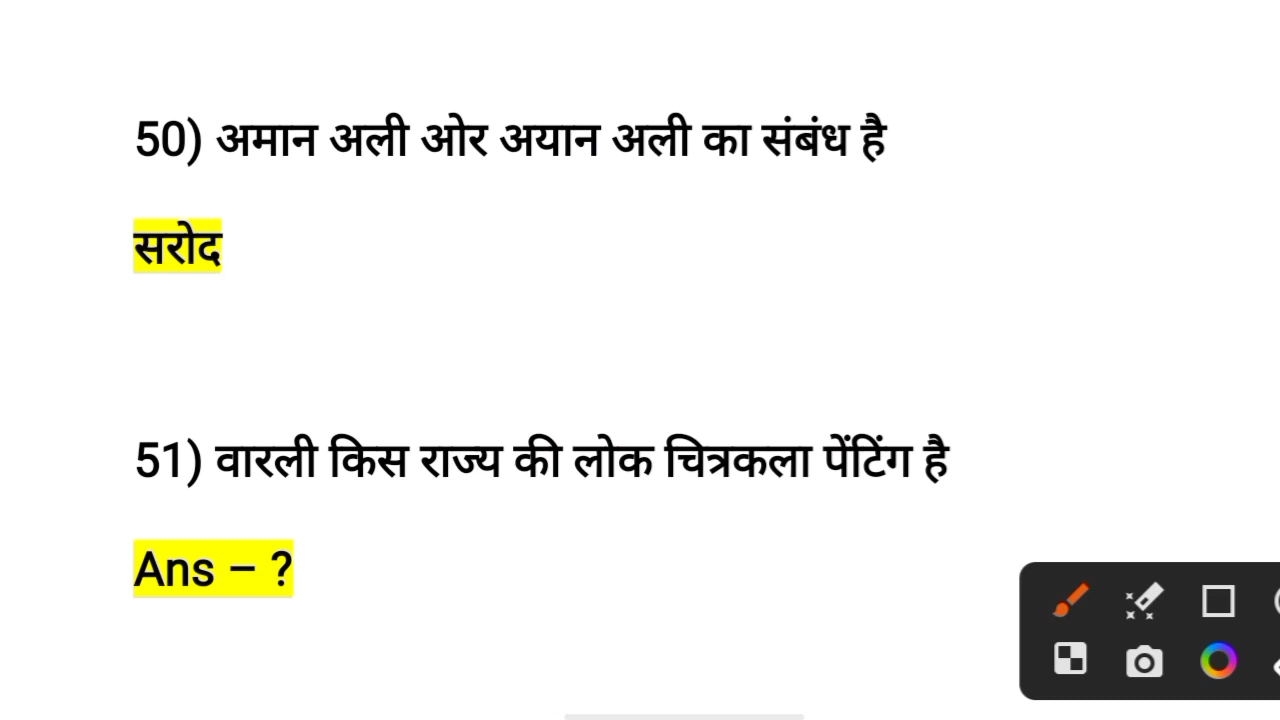 50) अमान अली ओर अयान अली का संबंध है
सरोद
51) वारली किस राज्य की लोक चित्रकला पेंटिंग है
Ans – ?